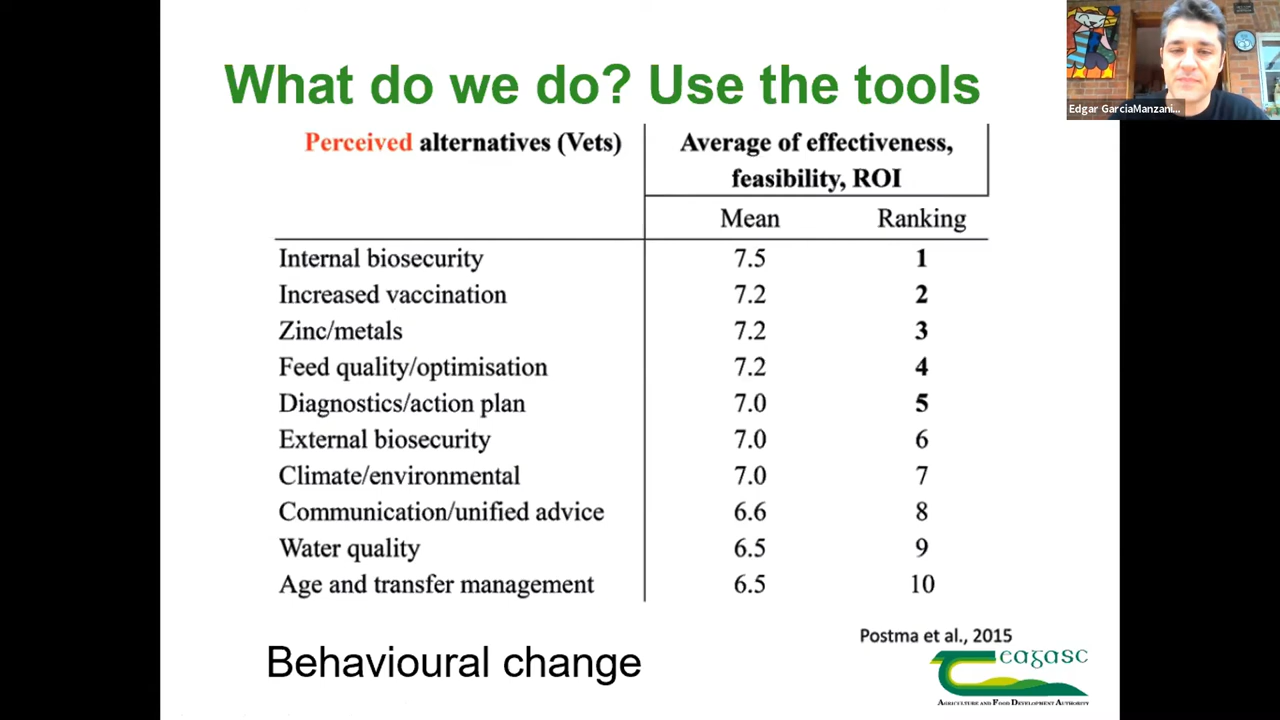 What do we do? Use the tools
Edgar GarciaManzani...
Perceived alternatives (Vets)
Average of effectiveness,
feasibility, ROI
Mean Ranking
Internal biosecurity 7.5 1
Increased vaccination 7.2 2
Zinc/metals 7.2 3
Feed quality/optimisation 7.2 4
Diagnostics/action plan 7.0 5
External biosecurity 7.0 6
Climate/environmental 7.0 7
Communication/unified advice 6.6 8
Water quality 6.5 9
Age and transfer management 6.5 10
Postma et al., 2015
Behavioural change
eagasc
AGRICULTURE AND FOOD DEVELOPMENT AUTHORITY